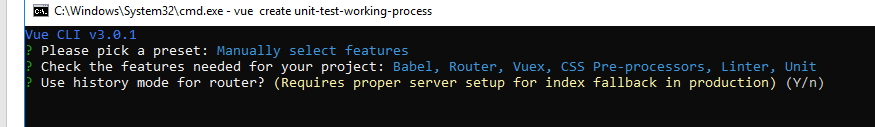 C:\Windows\System32\cmd.exe - vue  create unit-test-working-process
Vue CLI v3.0.1
? Please pick a preset: Manually select features
? Check the features needed for your project: Babel, Router, Vuex, CSS Pre-processors, Linter, Unit
? Use history mode for router? (Requires proper server setup for index fallback in production) (Y/n)